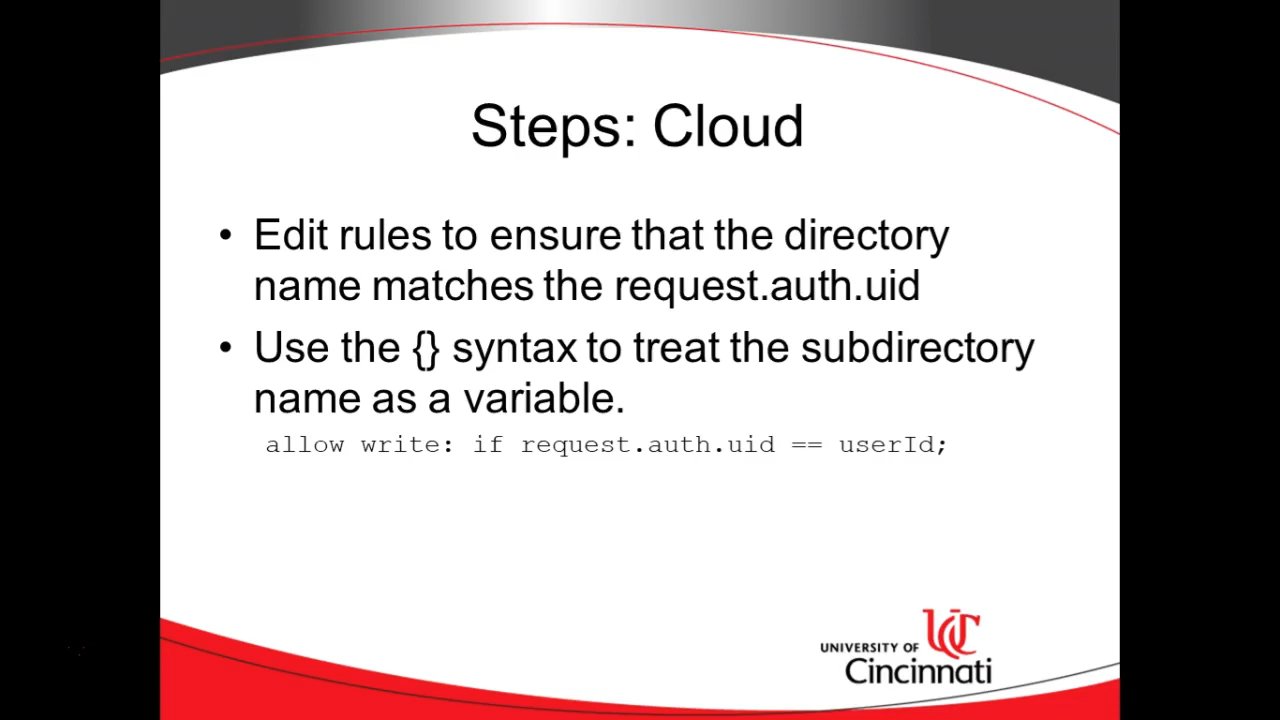 Steps: Cloud
• Edit rules to ensure that the directory
name matches the request.auth.uid
• Use the {} syntax to treat the subdirectory
name as a variable.
allow write: if request.auth.uid == userId;
UC
UNIVERSITY OF
Cincinnati